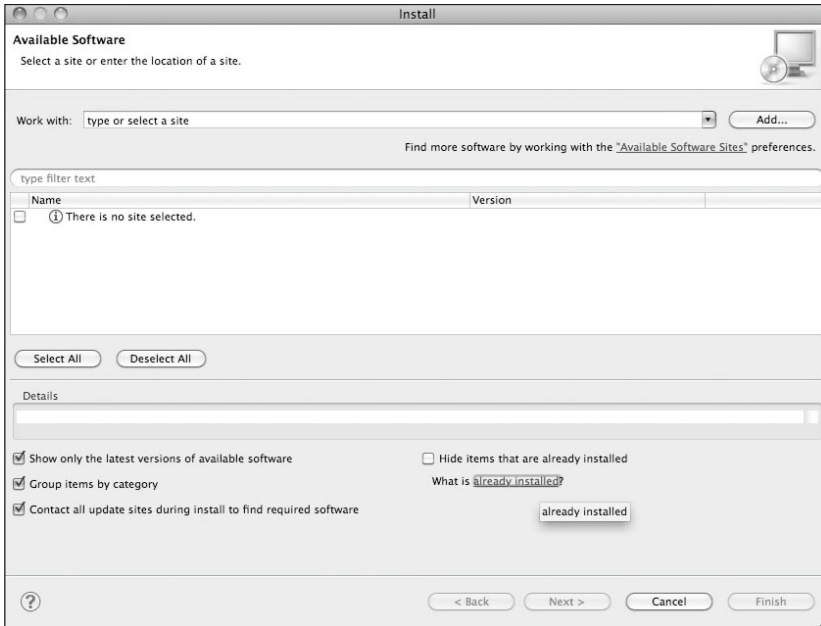 Install
Available Software
Select a site or enter the location of a site.
Work with: type or select a site Add...
Find more software by working with the "Available Software Sites" preferences.
type filter text
Name Version
There is no site selected.
Select All Deselect All
Details
Show only the latest versions of available software Hide items that are already installed
Group items by category What is already installed?
Contact all update sites during install to find required software already installed
? < Back Next > Cancel Finish